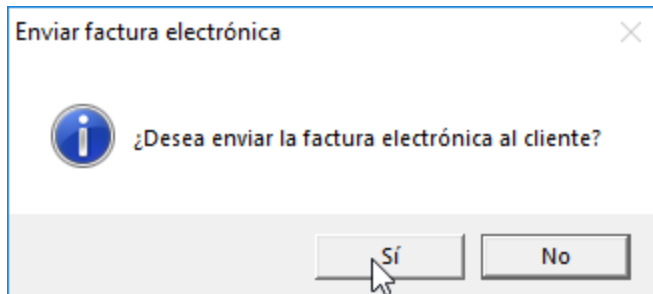 Enviar factura electrónica
¿Desea enviar la factura electrónica al cliente?
Sí
No